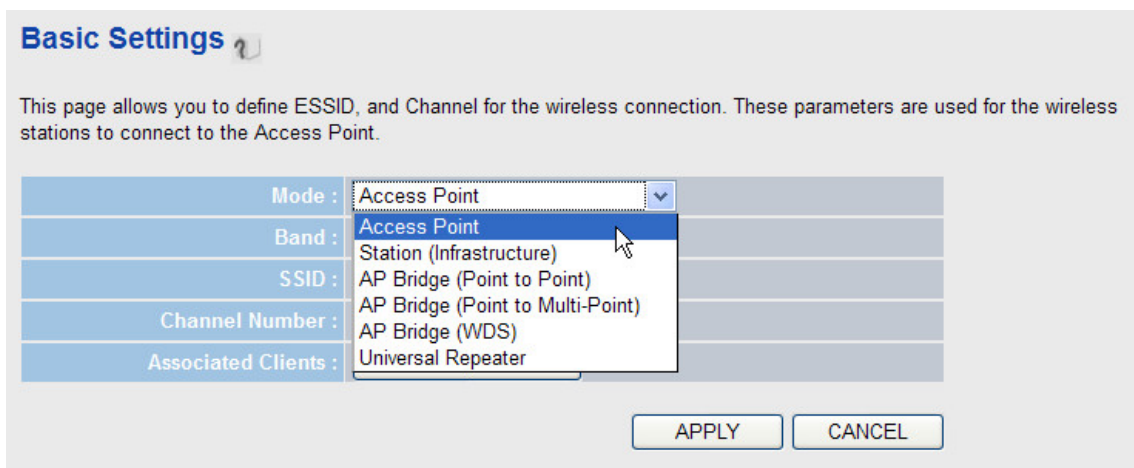 Basic Settings
This page allows you to define ESSID, and Channel for the wireless connection. These parameters are used for the wireless
stations to connect to the Access Point.
Mode : Access Point
Access Point
Band :
Station (Infrastructure)
SSID : AP Bridge (Point to Point)
AP Bridge (Point to Multi-Point)
Channel Number :
AP Bridge (WDS)
Associated Clients : Universal Repeater
APPLY CANCEL